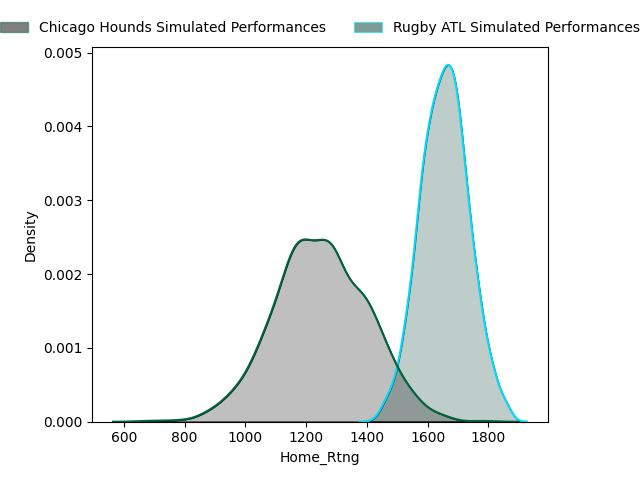 Chicago Hounds Simulated Performances Rugby ATL Simulated Performances
0.005
0.004
0.003
0.002
0.001
0.000
Density
600 800 1000 1200 1400 1600 1800
Home_Rtng